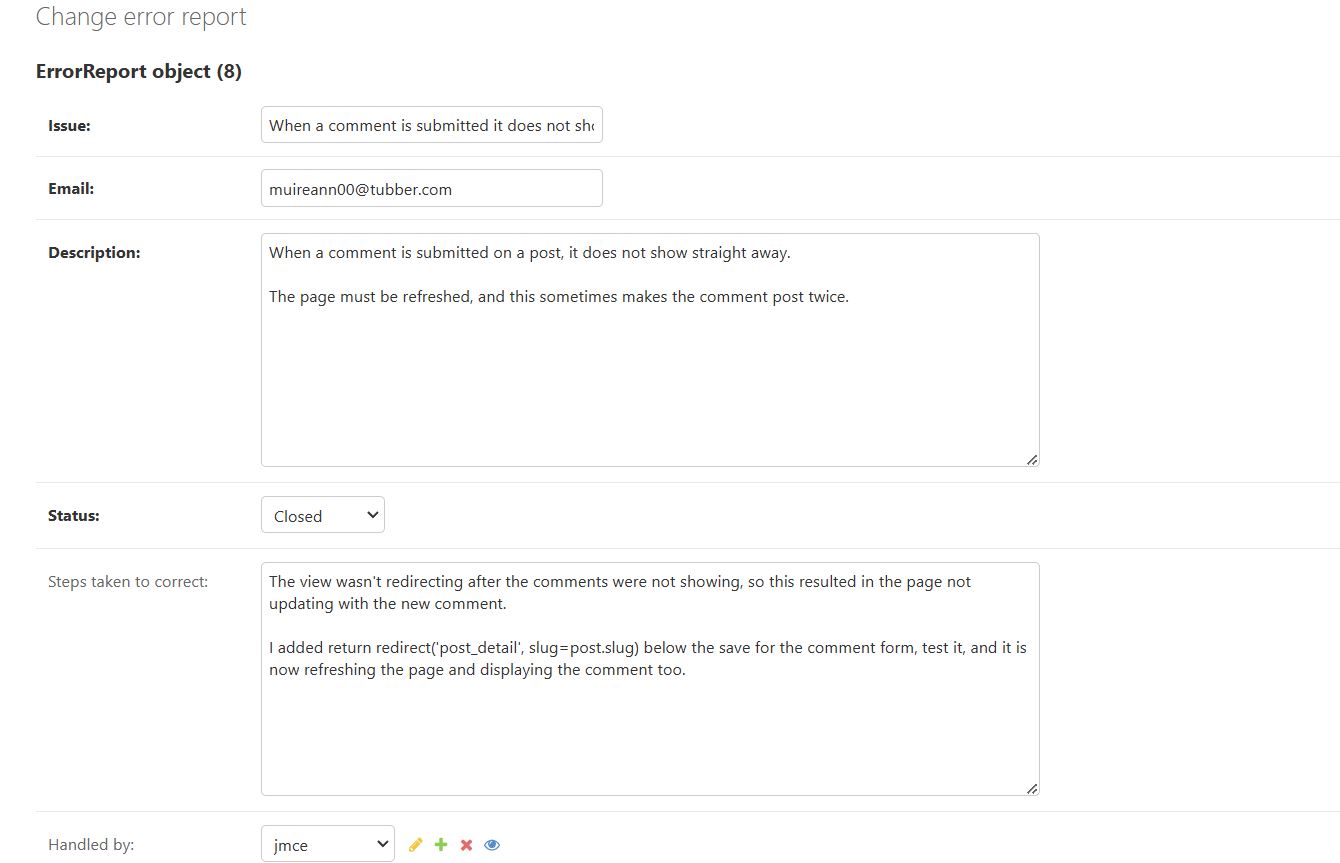 Change error report
ErrorReport object (8)
Issue:
When a comment is submitted it does not
Email:
muireann00@tubber.com
Description:
When a comment is submitted on a post, it does not show straight away.
The page must be refreshed, and this sometimes makes the comment post twice.
Status:
Closed
Steps taken to correct:
The view wasn't redirecting after the comments were not showing, so this resulted in the page not
updating with the new comment.
I added return redirect('post_detail', slug=post.slug) below the save for the comment form, test it, and it is
now refreshing the page and displaying the comment too.
Handled by:
jmce